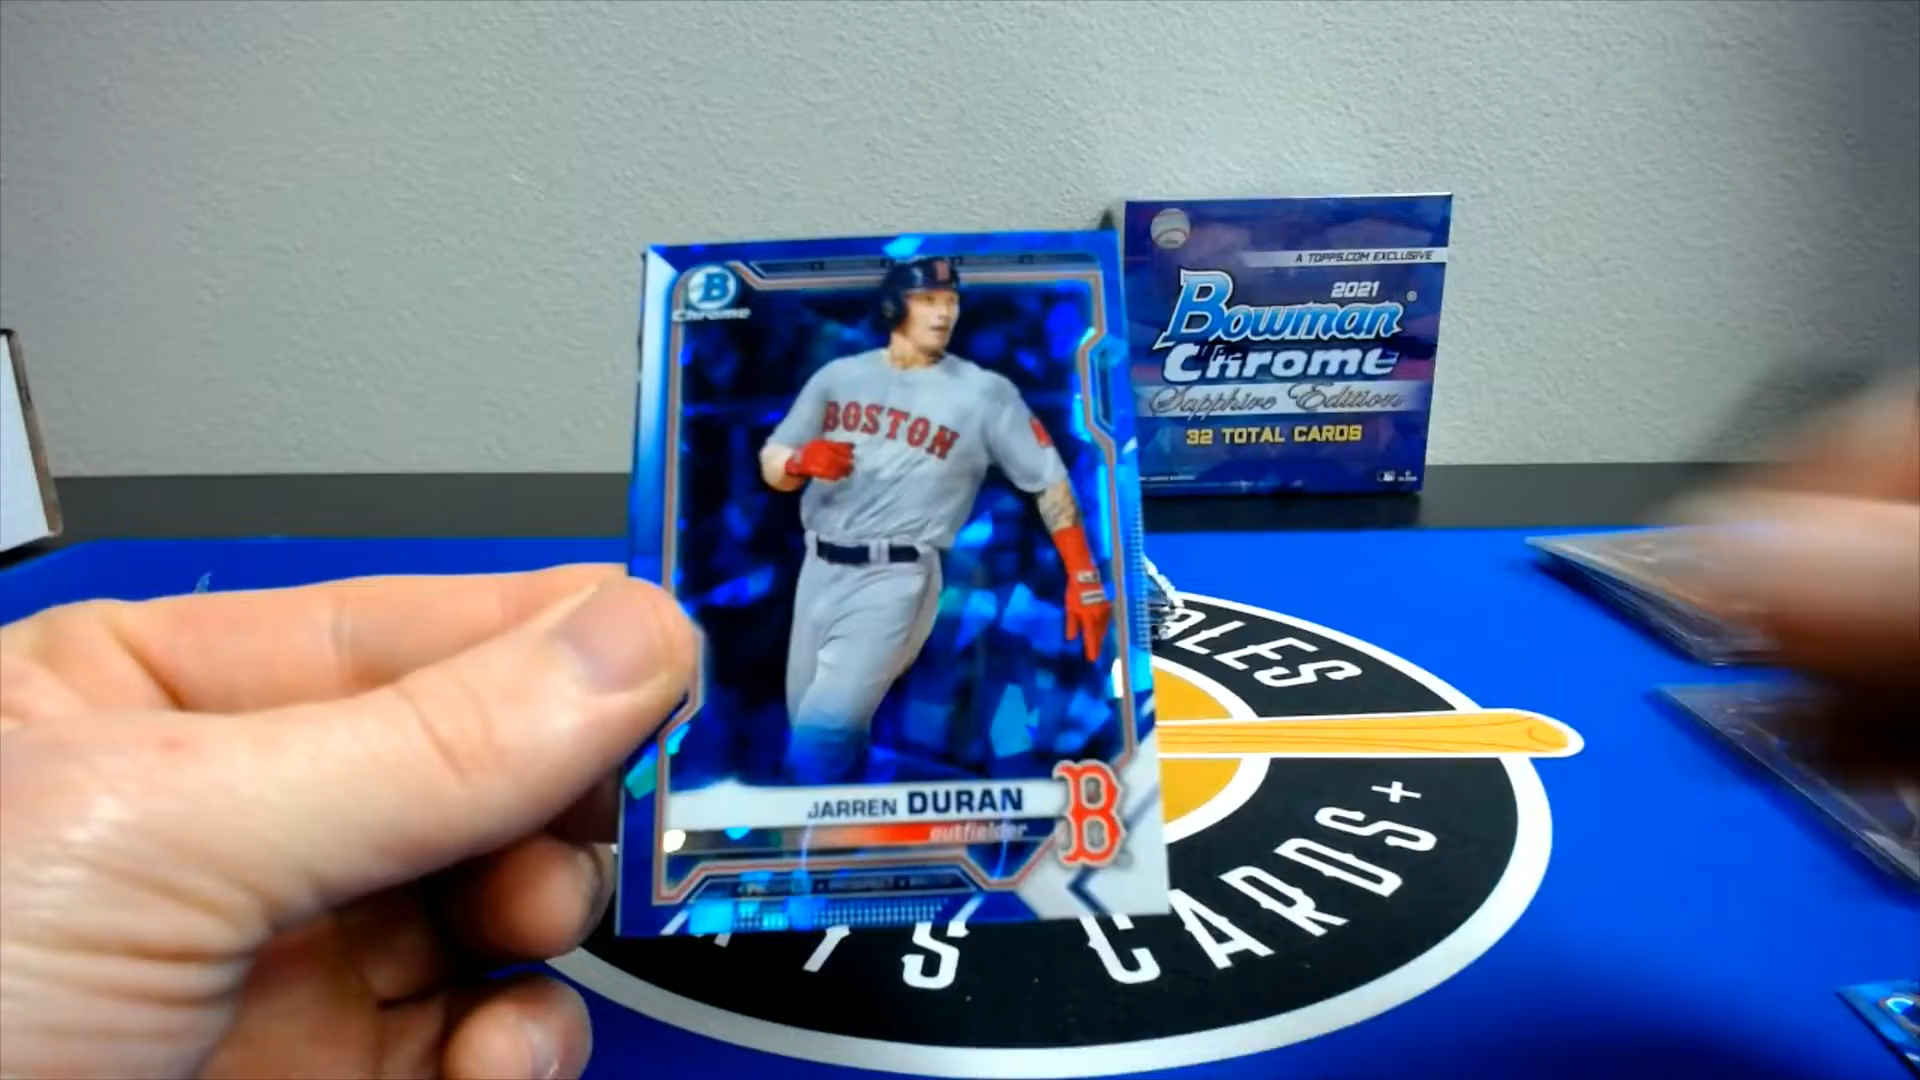 B
Chrome
BOSTON
JARREN DURAN
outfielder
B
A TOPPS.COM EXCLUSIVE
2021
Bowman
Chrome
Sapphire Edition
32 TOTAL CARDS
CARDS+